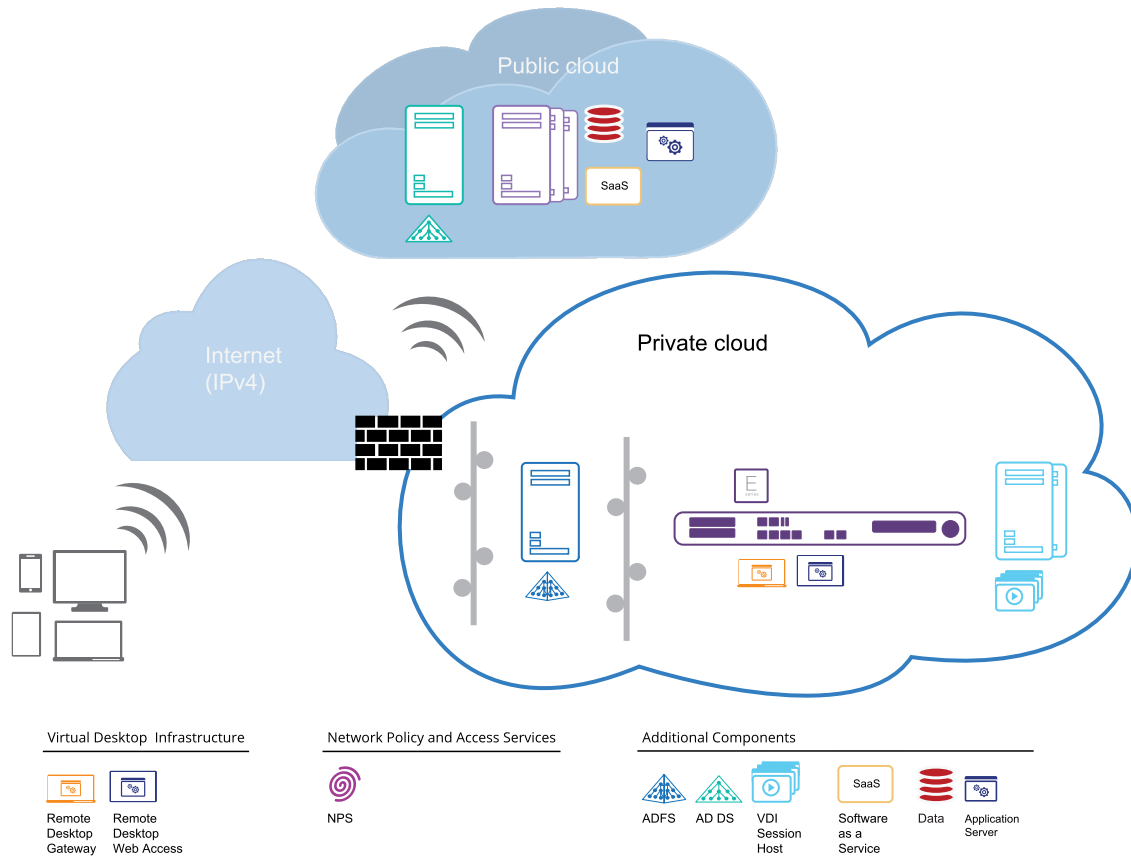 Public cloud
SaaS
Internet
(IPv4)
Private cloud
E
Virtual Desktop Infrastructure
Network Policy and Access Services
Additional Components
Remote
Desktop
Gateway
Remote
Desktop
Web Access
NPS
ADFS
AD DS
VDI
Session
Host
SaaS
Software
as a
Service
Data
Application
Server